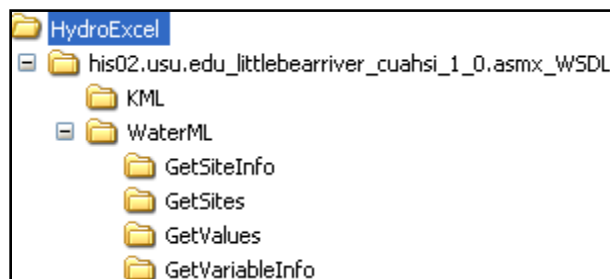 HydroExcel
his02.usu.edu_littlebearriver_cuahsi_1_0.asmx_WSDL
KML
WaterML
GetSiteInfo
GetSites
GetValues
GetVariableInfo